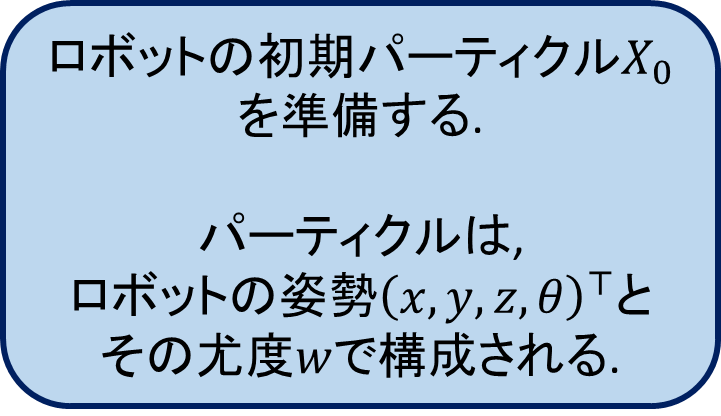 ロボットの初期パーティクルX₀
を準備する.
パーティクルは,
ロボットの姿勢(x, y, z, θ)⊤と
その尤度wで構成される.